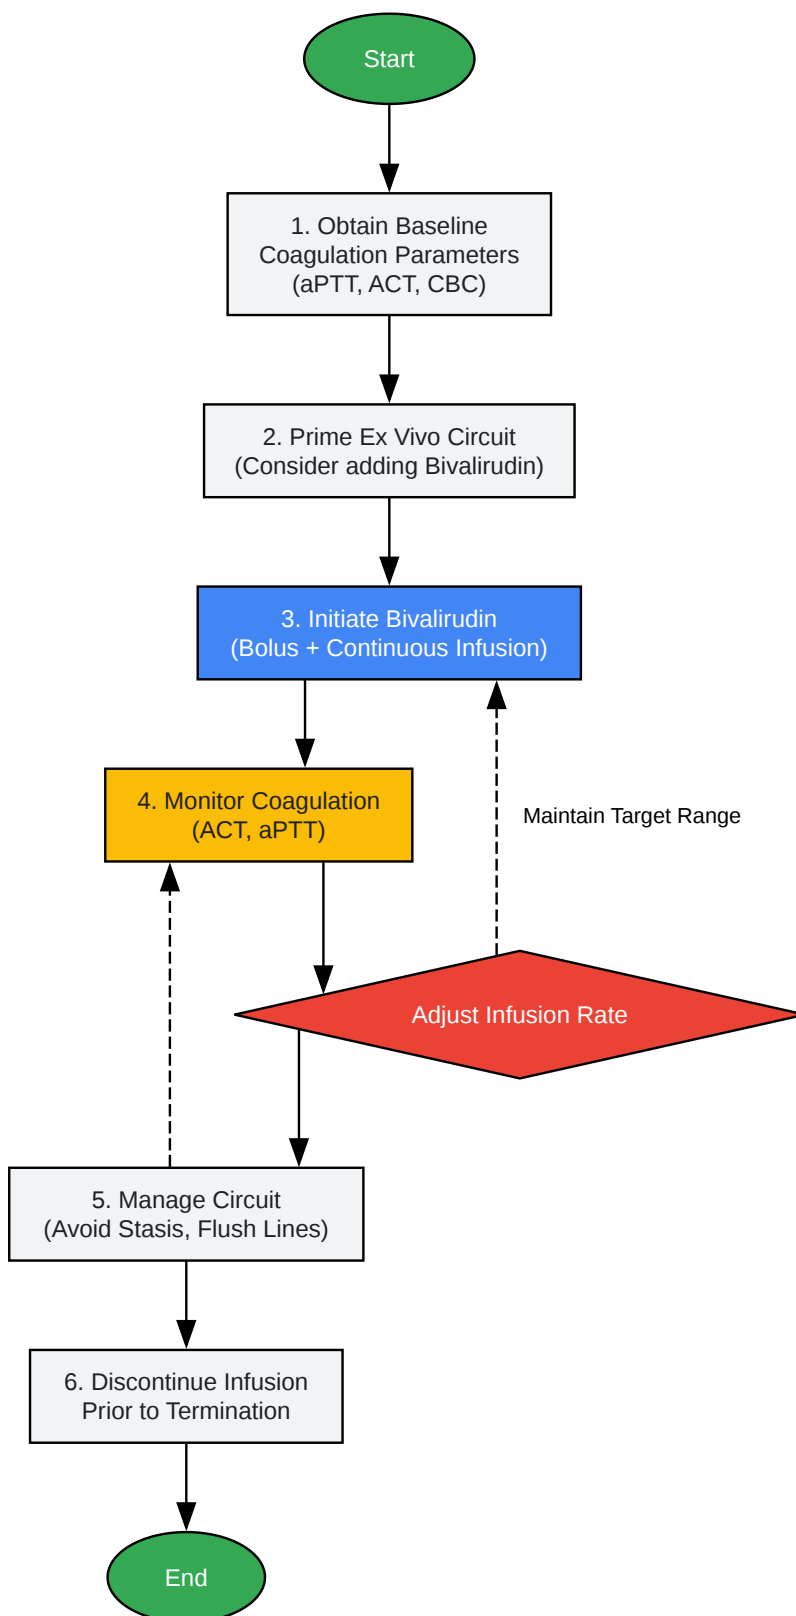 Start
1. Obtain Baseline
Coagulation Parameters
(aPTT, ACT, CBC)
2. Prime Ex Vivo Circuit
(Consider adding Bivalirudin)
3. Initiate Bivalirudin
(Bolus + Continuous Infusion)
4. Monitor Coagulation
(ACT, aPTT)
Maintain Target Range
Adjust Infusion Rate
5. Manage Circuit
(Avoid Stasis, Flush Lines)
6. Discontinue Infusion
Prior to Termination
End